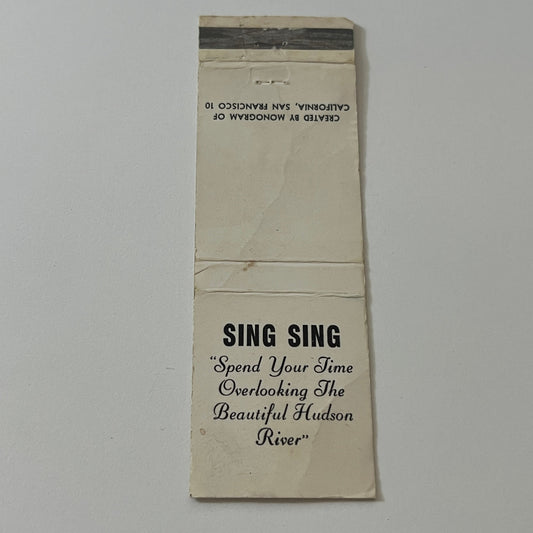 CREATED BY MONOGRAM OF
CALIFORNIA, SAN FRANCISCO 10
SING SING
"Spend Your Time
Overlooking The
Beautiful Hudson
River"